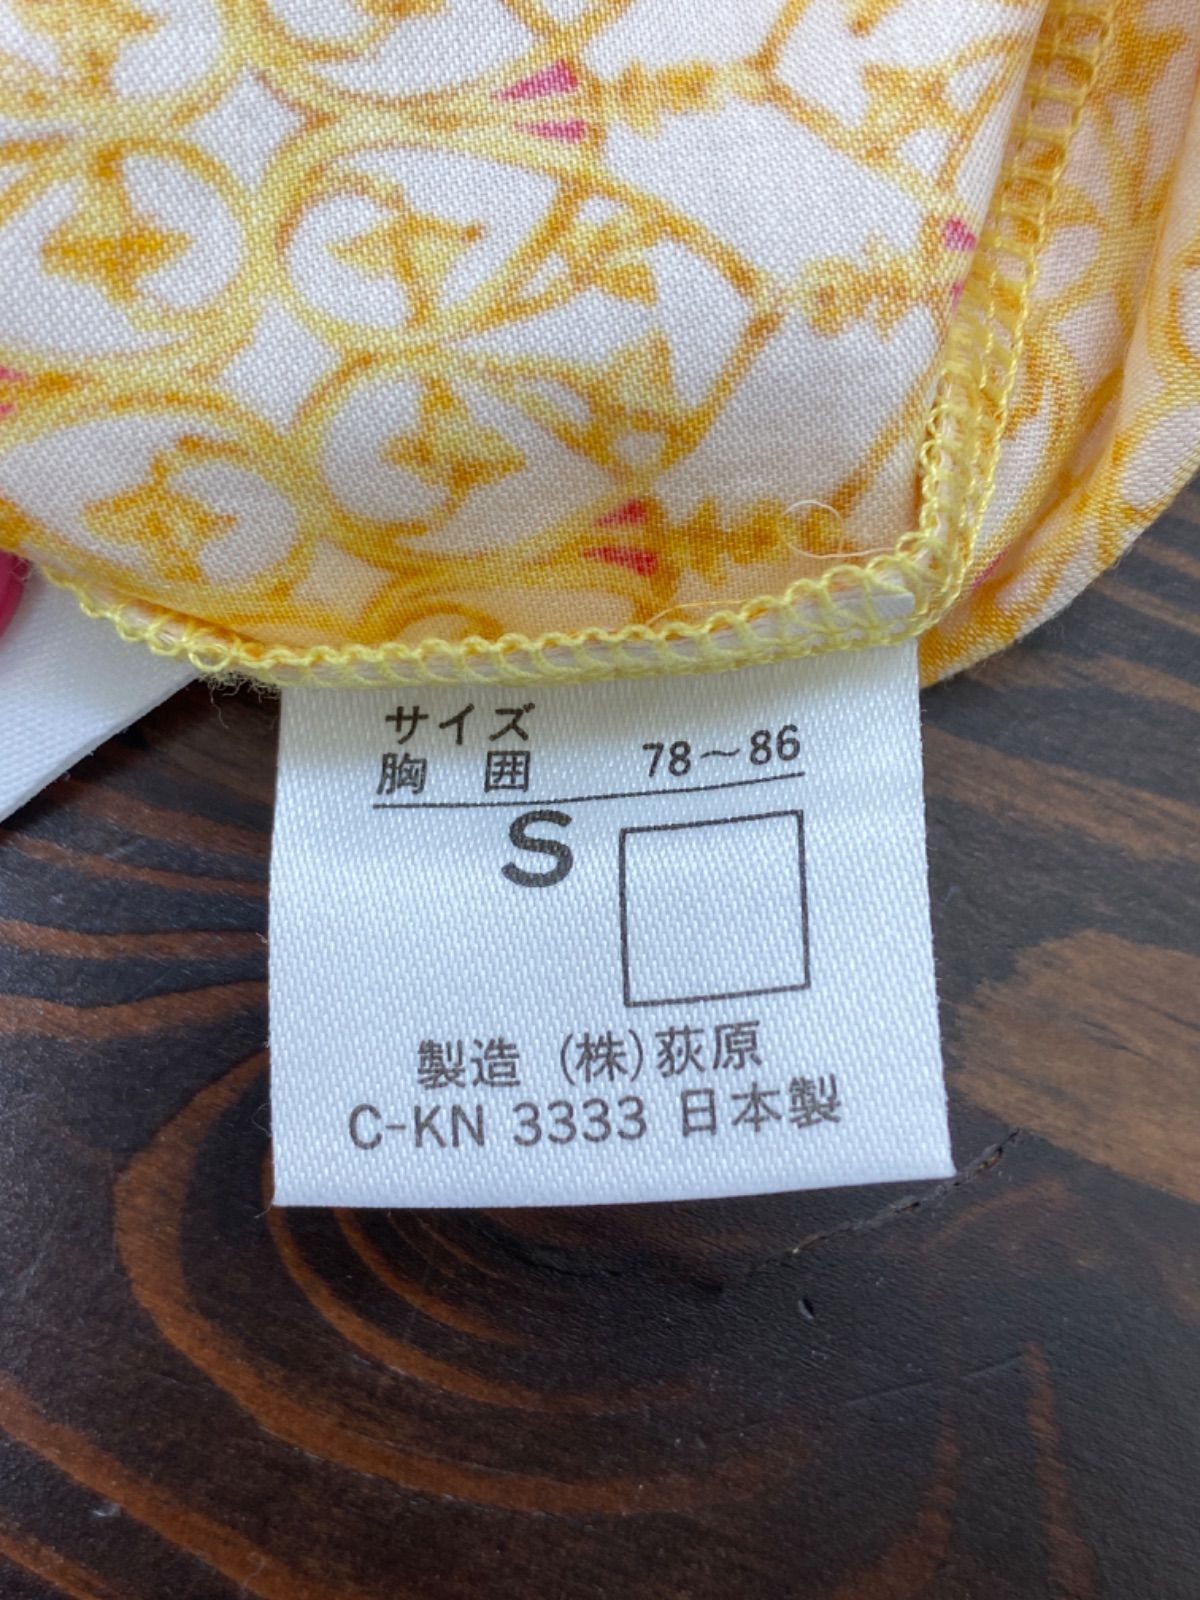 サイズ
胸囲 78～86
S
製造 (株)荻原
C-KN 3333 日本製